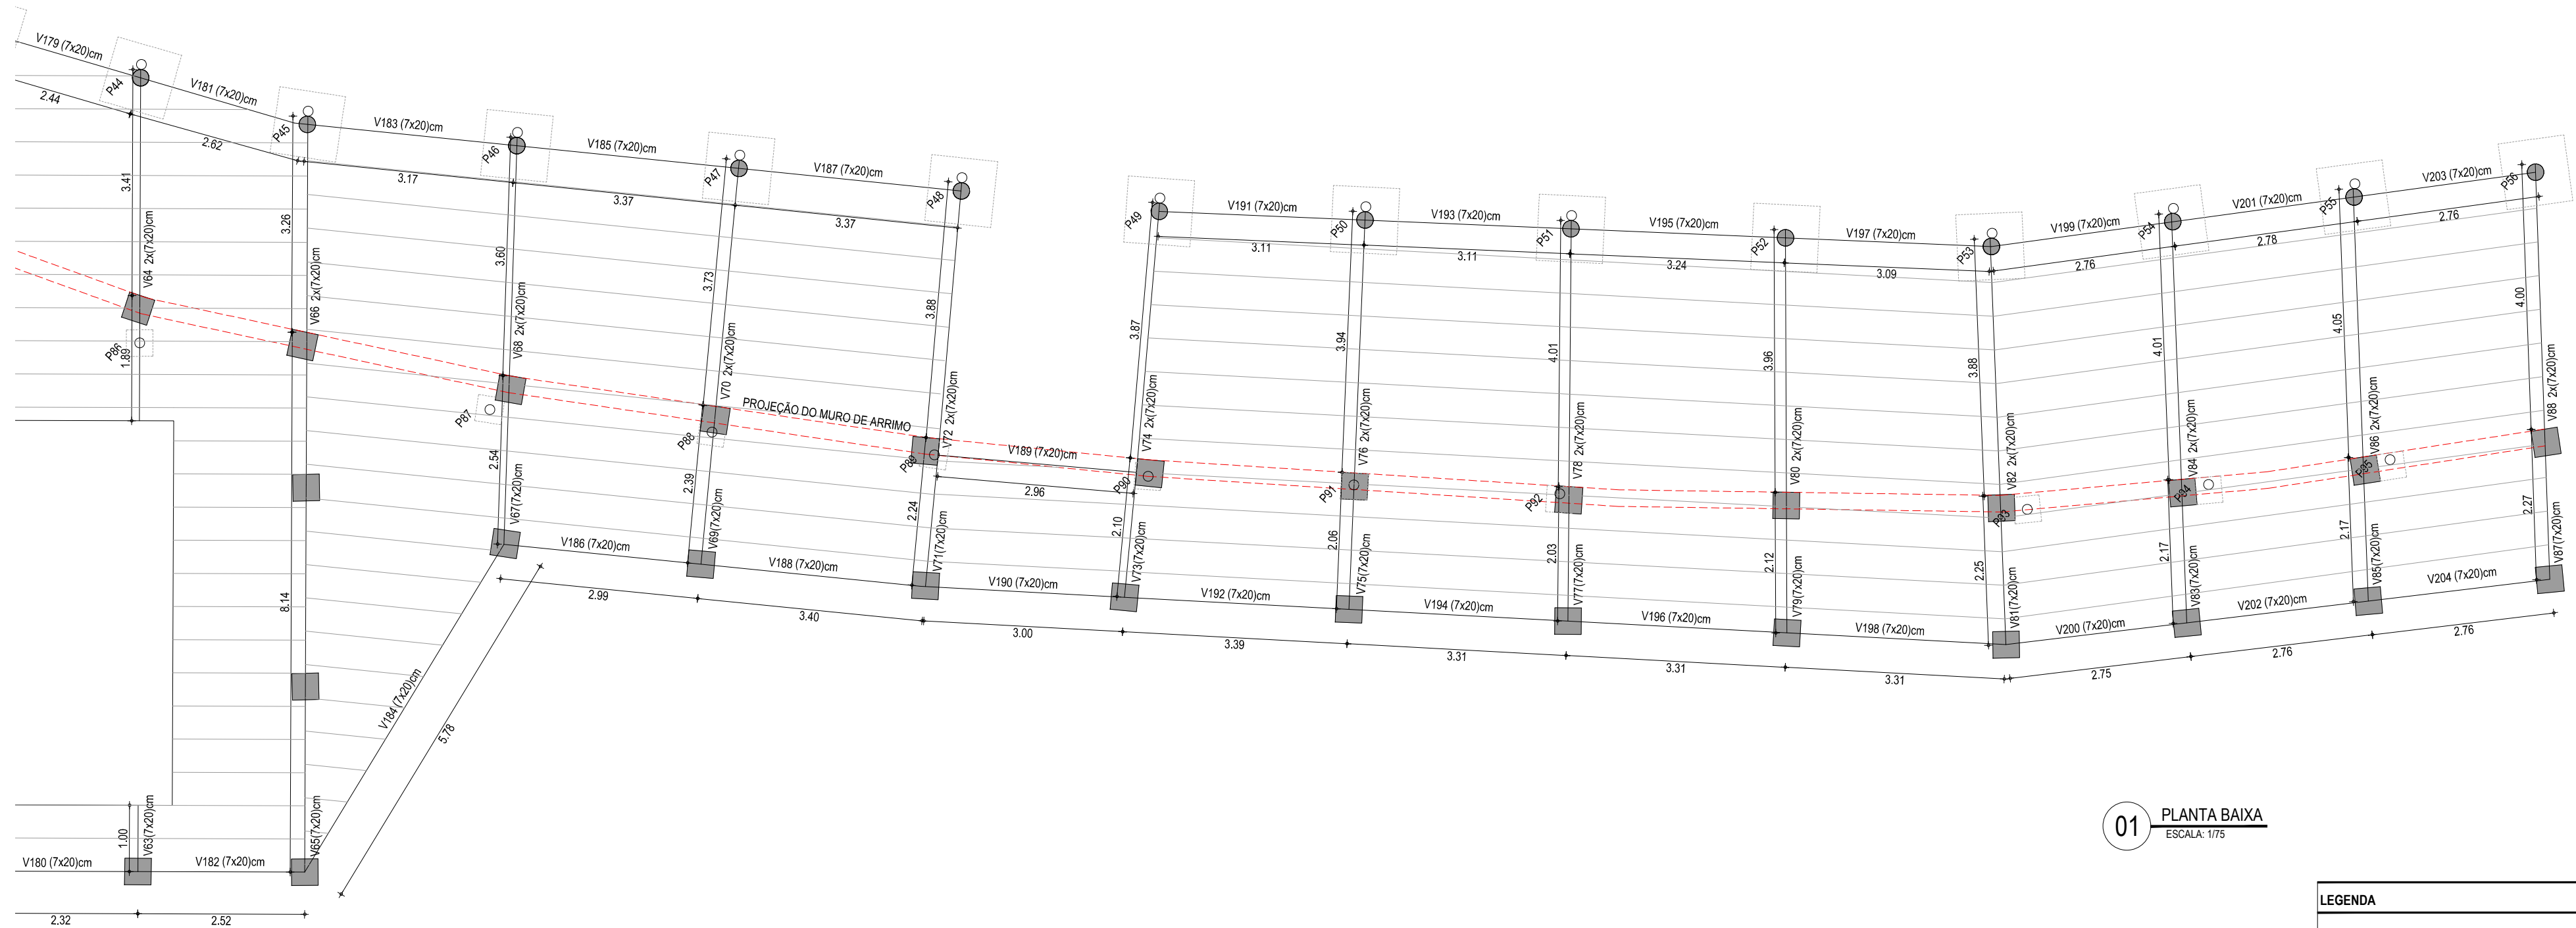 V179 (7x20)cm
P44
V181 (7x20)cm
2.44
2.62
P45
V183 (7x20)cm
P46
V185 (7x20)cm
P47
V187 (7x20)cm
P48
3.17
3.37
3.37
P49
V191 (7x20)cm
P50
V193 (7x20)cm
P51
V195 (7x20)cm
P52
V197 (7x20)cm
P53
V199 (7x20)cm
P54
V201 (7x20)cm
P55
V203 (7x20)cm
P56
3.11
3.11
3.24
3.09
2.76
2.78
2.76
3.41
V64 2x(7x20)cm
3.26
V66 2x(7x20)cm
3.60
V68 2x(7x20)cm
3.73
V70 2x(7x20)cm
3.88
V72 2x(7x20)cm
3.87
V74 2x(7x20)cm
3.94
V76 2x(7x20)cm
4.01
V78 2x(7x20)cm
3.96
V80 2x(7x20)cm
3.88
V82 2x(7x20)cm
4.01
V84 2x(7x20)cm
4.05
V86 2x(7x20)cm
4.00
V88 2x(7x20)cm
P86
1.89
P87
P88
PROJEÇÃO DO MURO DE ARRIMO
P89
V189 (7x20)cm
P90
2.96
P91
P92
P93
P94
P95
2.54
V67(7x20)cm
2.39
V69(7x20)cm
2.24
V71(7x20)cm
2.10
V73(7x20)cm
2.06
V75(7x20)cm
2.03
V77(7x20)cm
2.12
V79(7x20)cm
2.25
V81(7x20)cm
2.17
V83(7x20)cm
2.17
V85(7x20)cm
2.27
V87(7x20)cm
V186 (7x20)cm
V188 (7x20)cm
V190 (7x20)cm
V192 (7x20)cm
V194 (7x20)cm
V196 (7x20)cm
V198 (7x20)cm
V200 (7x20)cm
V202 (7x20)cm
V204 (7x20)cm
2.99
3.40
3.00
3.39
3.31
3.31
3.31
2.75
2.76
2.76
8.14
V184 (7x20)cm
5.78
1.00
V63(7x20)cm
V65(7x20)cm
V180 (7x20)cm
V182 (7x20)cm
2.32
2.52
01
PLANTA BAIXA
ESCALA: 1/75
LEGENDA